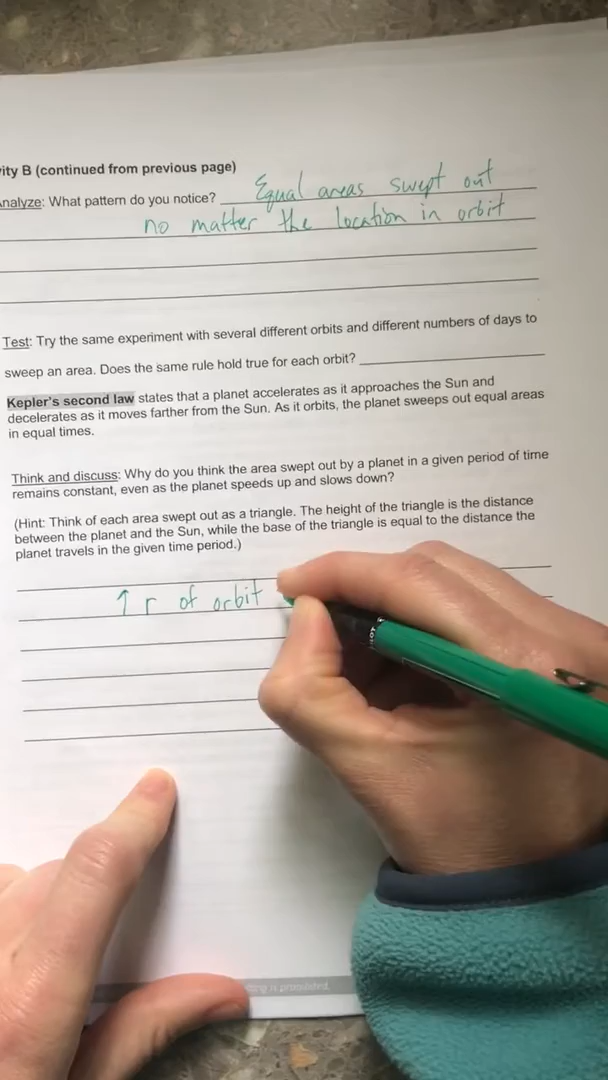 ity B (continued from previous page)
nalyze: What pattern do you notice? Equal areas swept out
no matter the location in orbit
Test: Try the same experiment with several different orbits and different numbers of days to
sweep an area. Does the same rule hold true for each orbit?
Kepler's second law states that a planet accelerates as it approaches the Sun and
decelerates as it moves farther from the Sun. As it orbits, the planet sweeps out equal areas
in equal times.
Think and discuss: Why do you think the area swept out by a planet in a given period of time
remains constant, even as the planet speeds up and slows down?
(Hint: Think of each area swept out as a triangle. The height of the triangle is the distance
between the planet and the Sun, while the base of the triangle is equal to the distance the
planet travels in the given time period.)
↑ r of orbit
is prohibited.